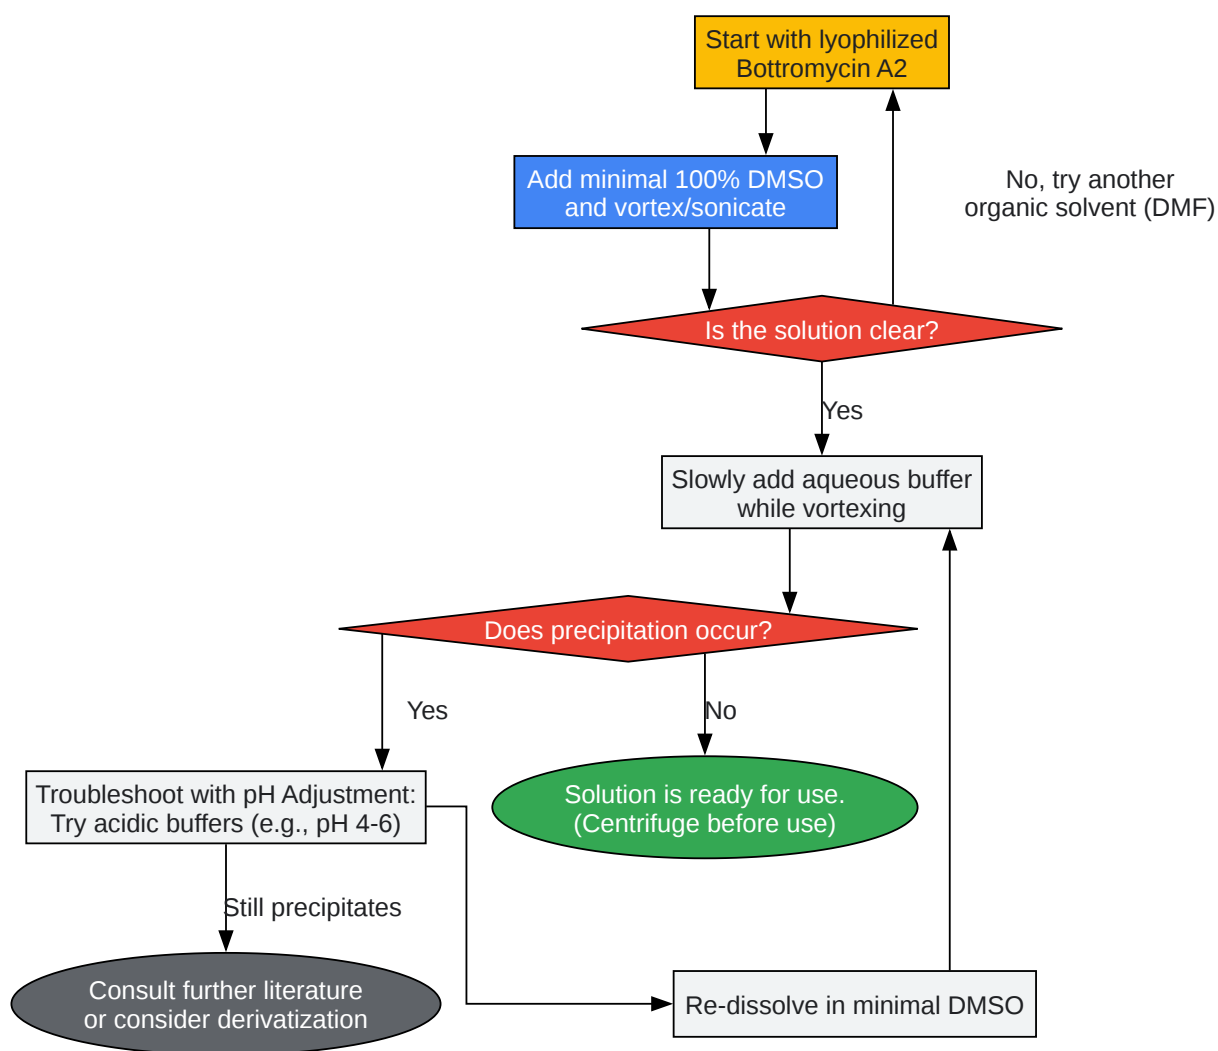 Start with lyophilized
Bottromycin A2
Add minimal 100% DMSO
and vortex/sonicate
No, try another
organic solvent (DMF)
Is the solution clear?
Yes
Slowly add aqueous buffer
while vortexing
Does precipitation occur?
Yes
No
Troubleshoot with pH Adjustment:
Try acidic buffers (e.g., pH 4-6)
Solution is ready for use.
(Centrifuge before use)
Still precipitates
Consult further literature
or consider derivatization
Re-dissolve in minimal DMSO